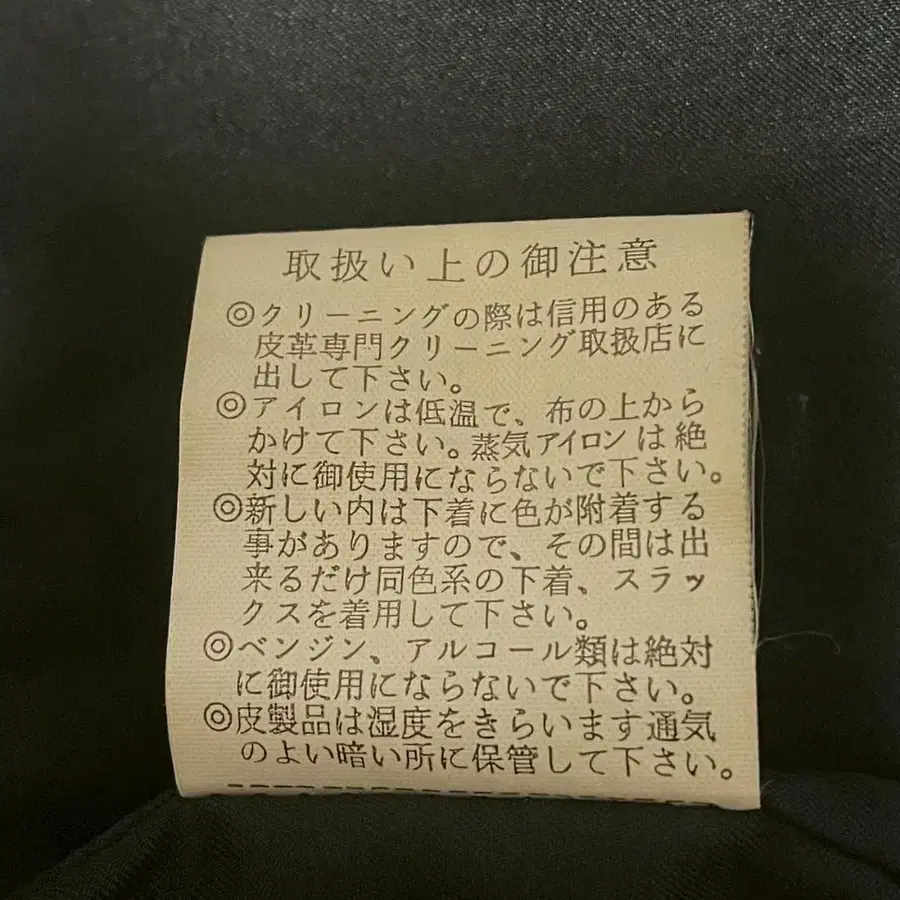 取扱い上の御注意
◎クリーニングの際は信用のある
皮革専門クリーニング取扱店に
出して下さい。
◎アイロンは低温で、布の上から
かけて下さい。蒸気アイロンは絶
対に御使用にならないで下さい。
◎新しい内は下着に色が附着する
事がありますので、その間は出
来るだけ同色系の下着、スラッ
クスを着用して下さい。
◎ベンジン、アルコール類は絶対
に御使用にならないで下さい。
◎皮製品は湿度をきらいます通気
のよい暗い所に保管して下さい。